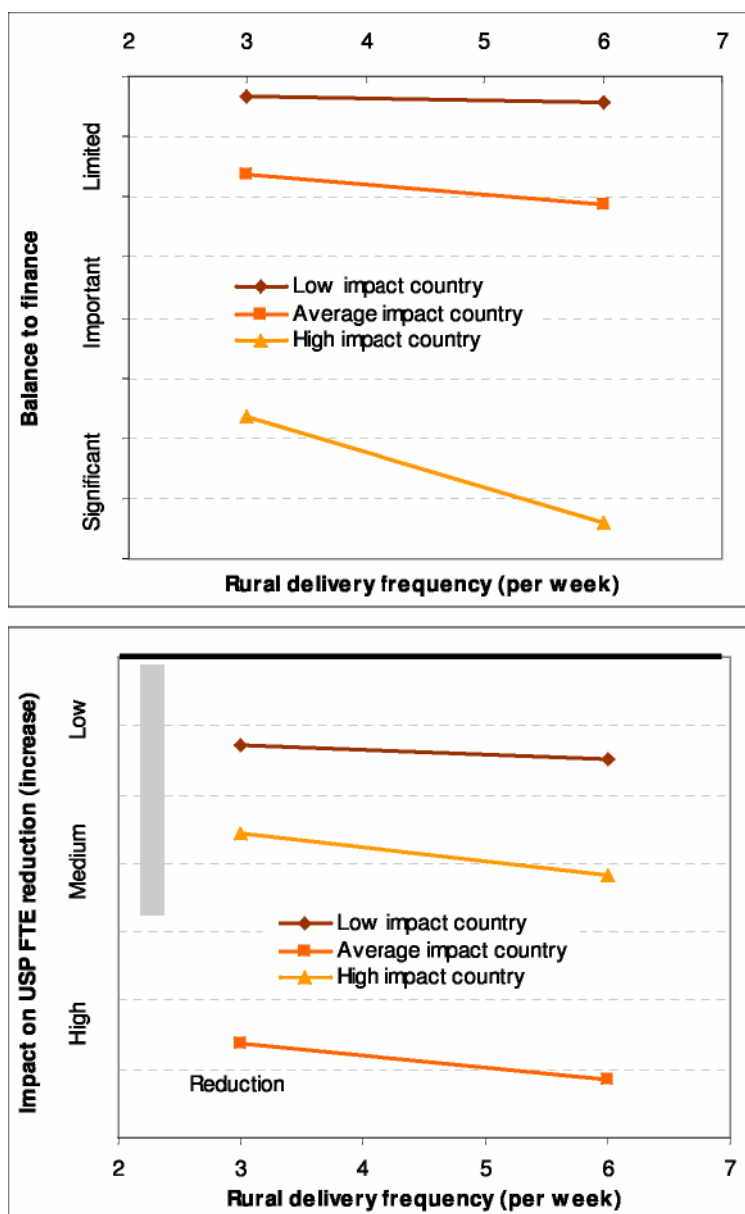 2 3 4 5 6 7
Balance to finance
Limited
Important
Significant
Low impact country
Average impact country
High impact country
Rural delivery frequency (per week)
Impact on USP FTE reduction (increase)
Low
Medium
High
Low impact country
Average impact country
High impact country
Reduction
2 3 4 5 6 7
Rural delivery frequency (per week)